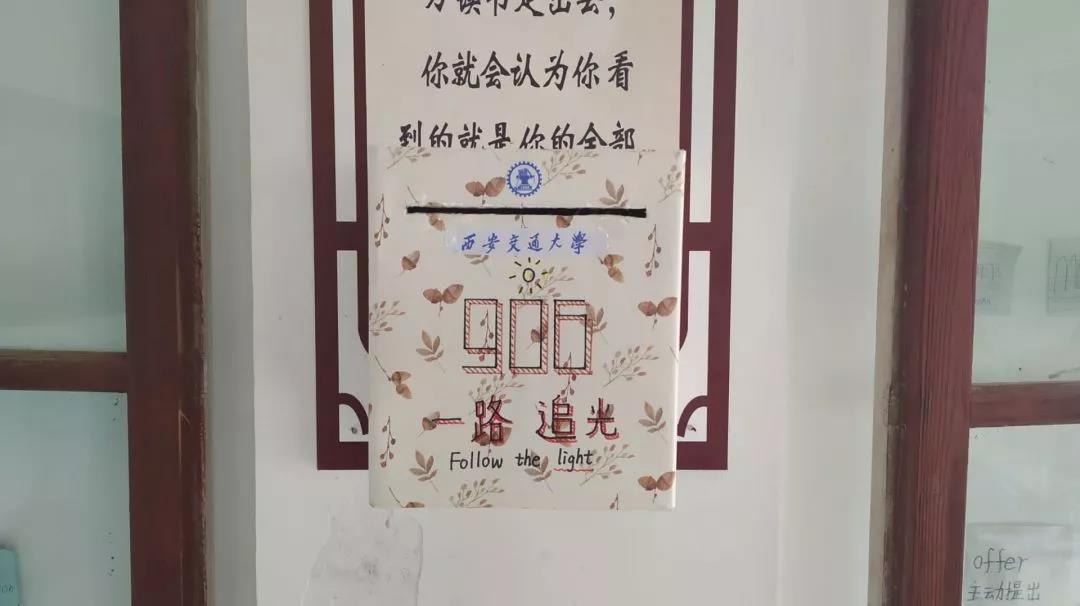 你就会认为你看
到的就是你的全部
西安交通大學
906
一路 追光
Follow the light
offer
主动提出